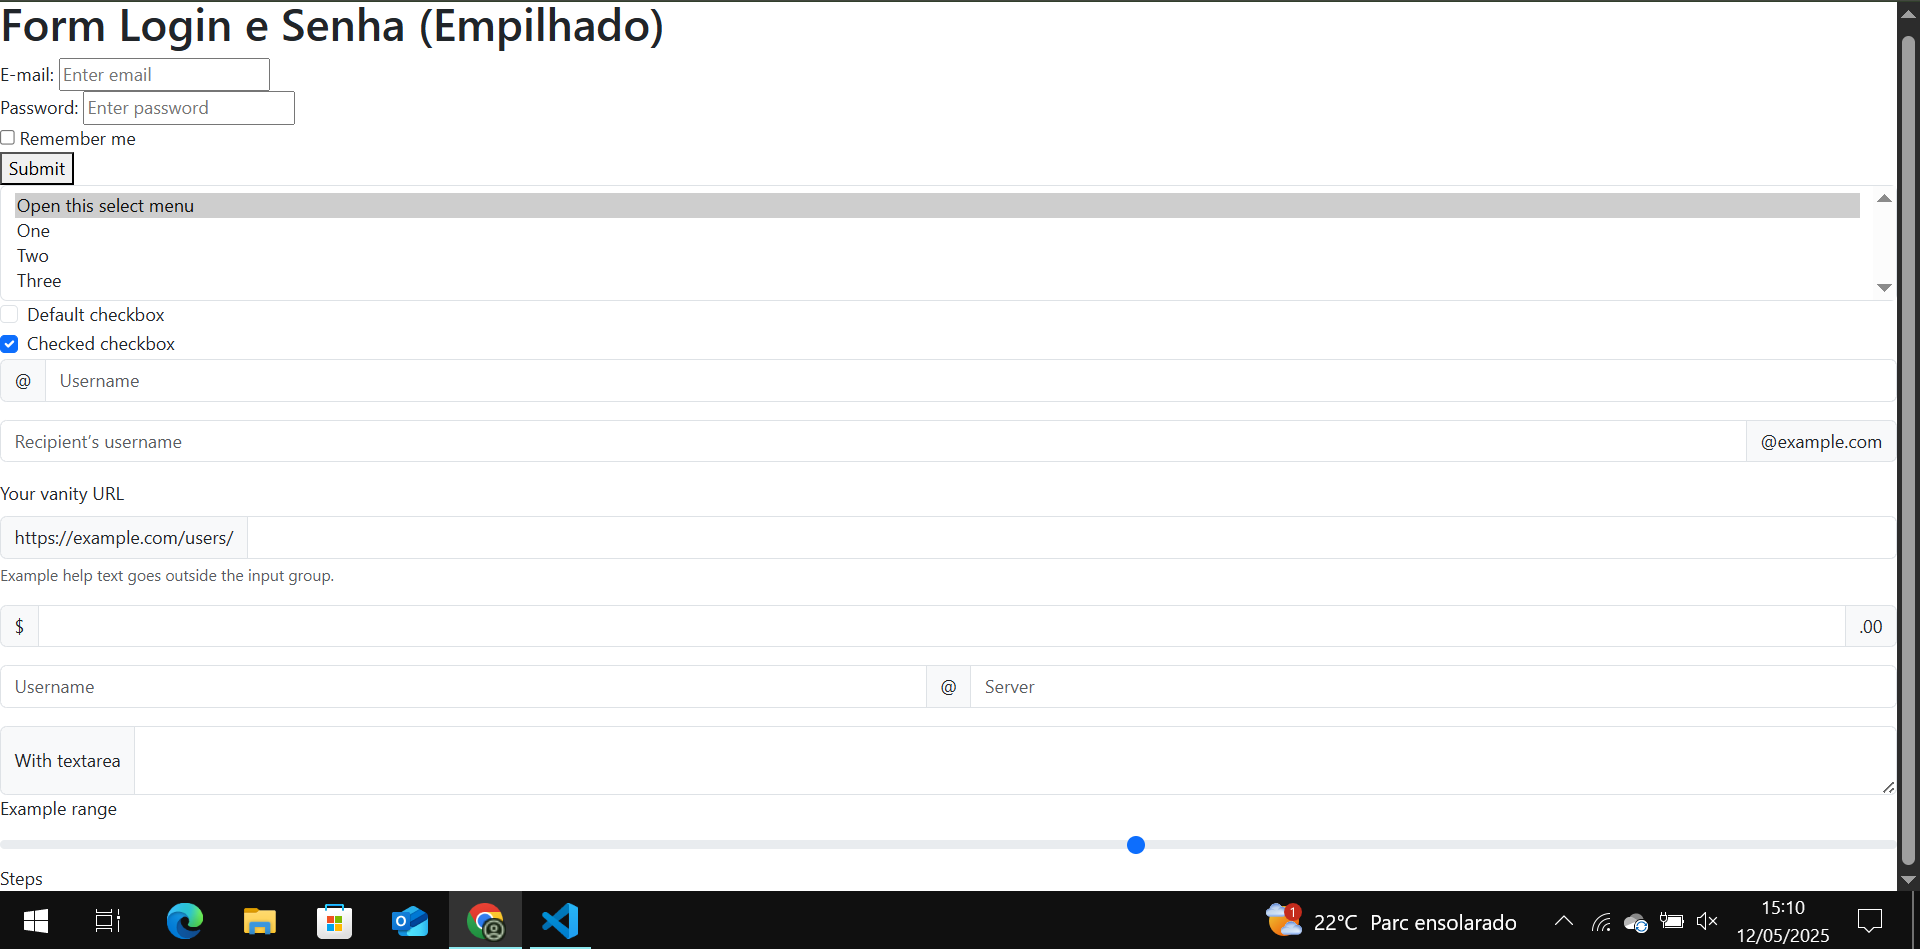 Form Login e Senha (Empilhado)
E-mail: Enter email
Password: Enter password
Remember me
Submit
Open this select menu
One
Two
Three
Default checkbox
Checked checkbox
@ Username
Recipient's username @example.com
Your vanity URL
https://example.com/users/
Example help text goes outside the input group.
$ .00
Username @ Server
With textarea
Example range
Steps
1 22°C Parc ensolarado 15:10
12/05/2025